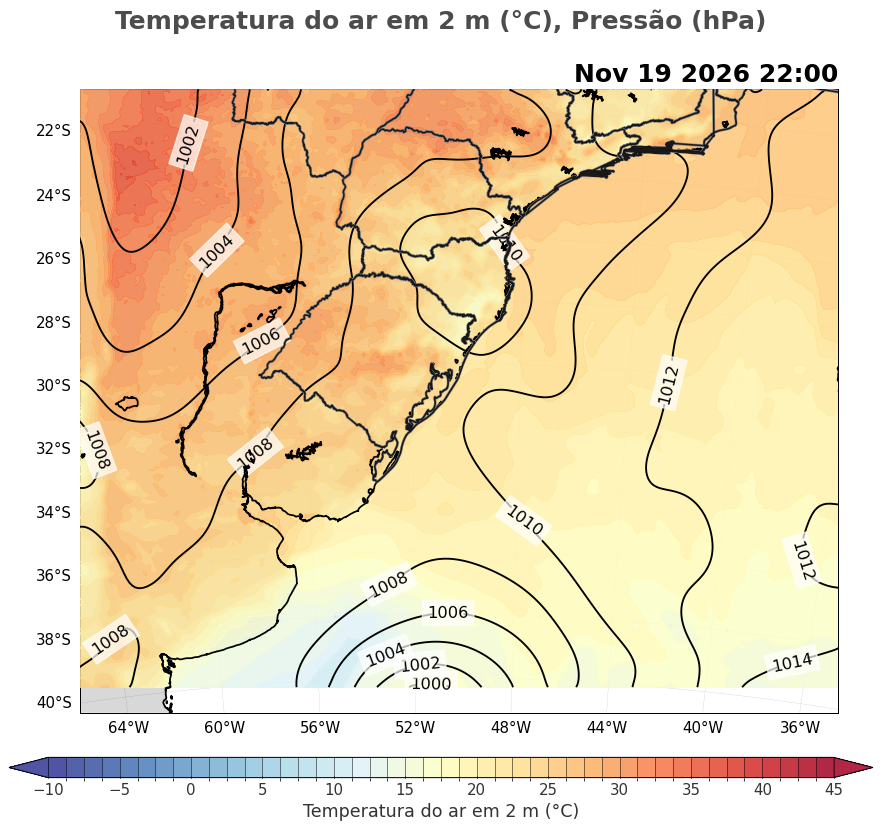 Temperatura do ar em 2 m (°C), Pressão (hPa)
Nov 19 2026 22:00
22°S
24°S
26°S
28°S
30°S
32°S
34°S
36°S
38°S
40°S
1002
1004
1006
1008
1008
1008
1010
1012
1010
1012
1014
1008
1006
1004
1002
1000
64°W 60°W 56°W 52°W 48°W 44°W 40°W 36°W
−10 −5 0 5 10 15 20 25 30 35 40 45
Temperatura do ar em 2 m (°C)